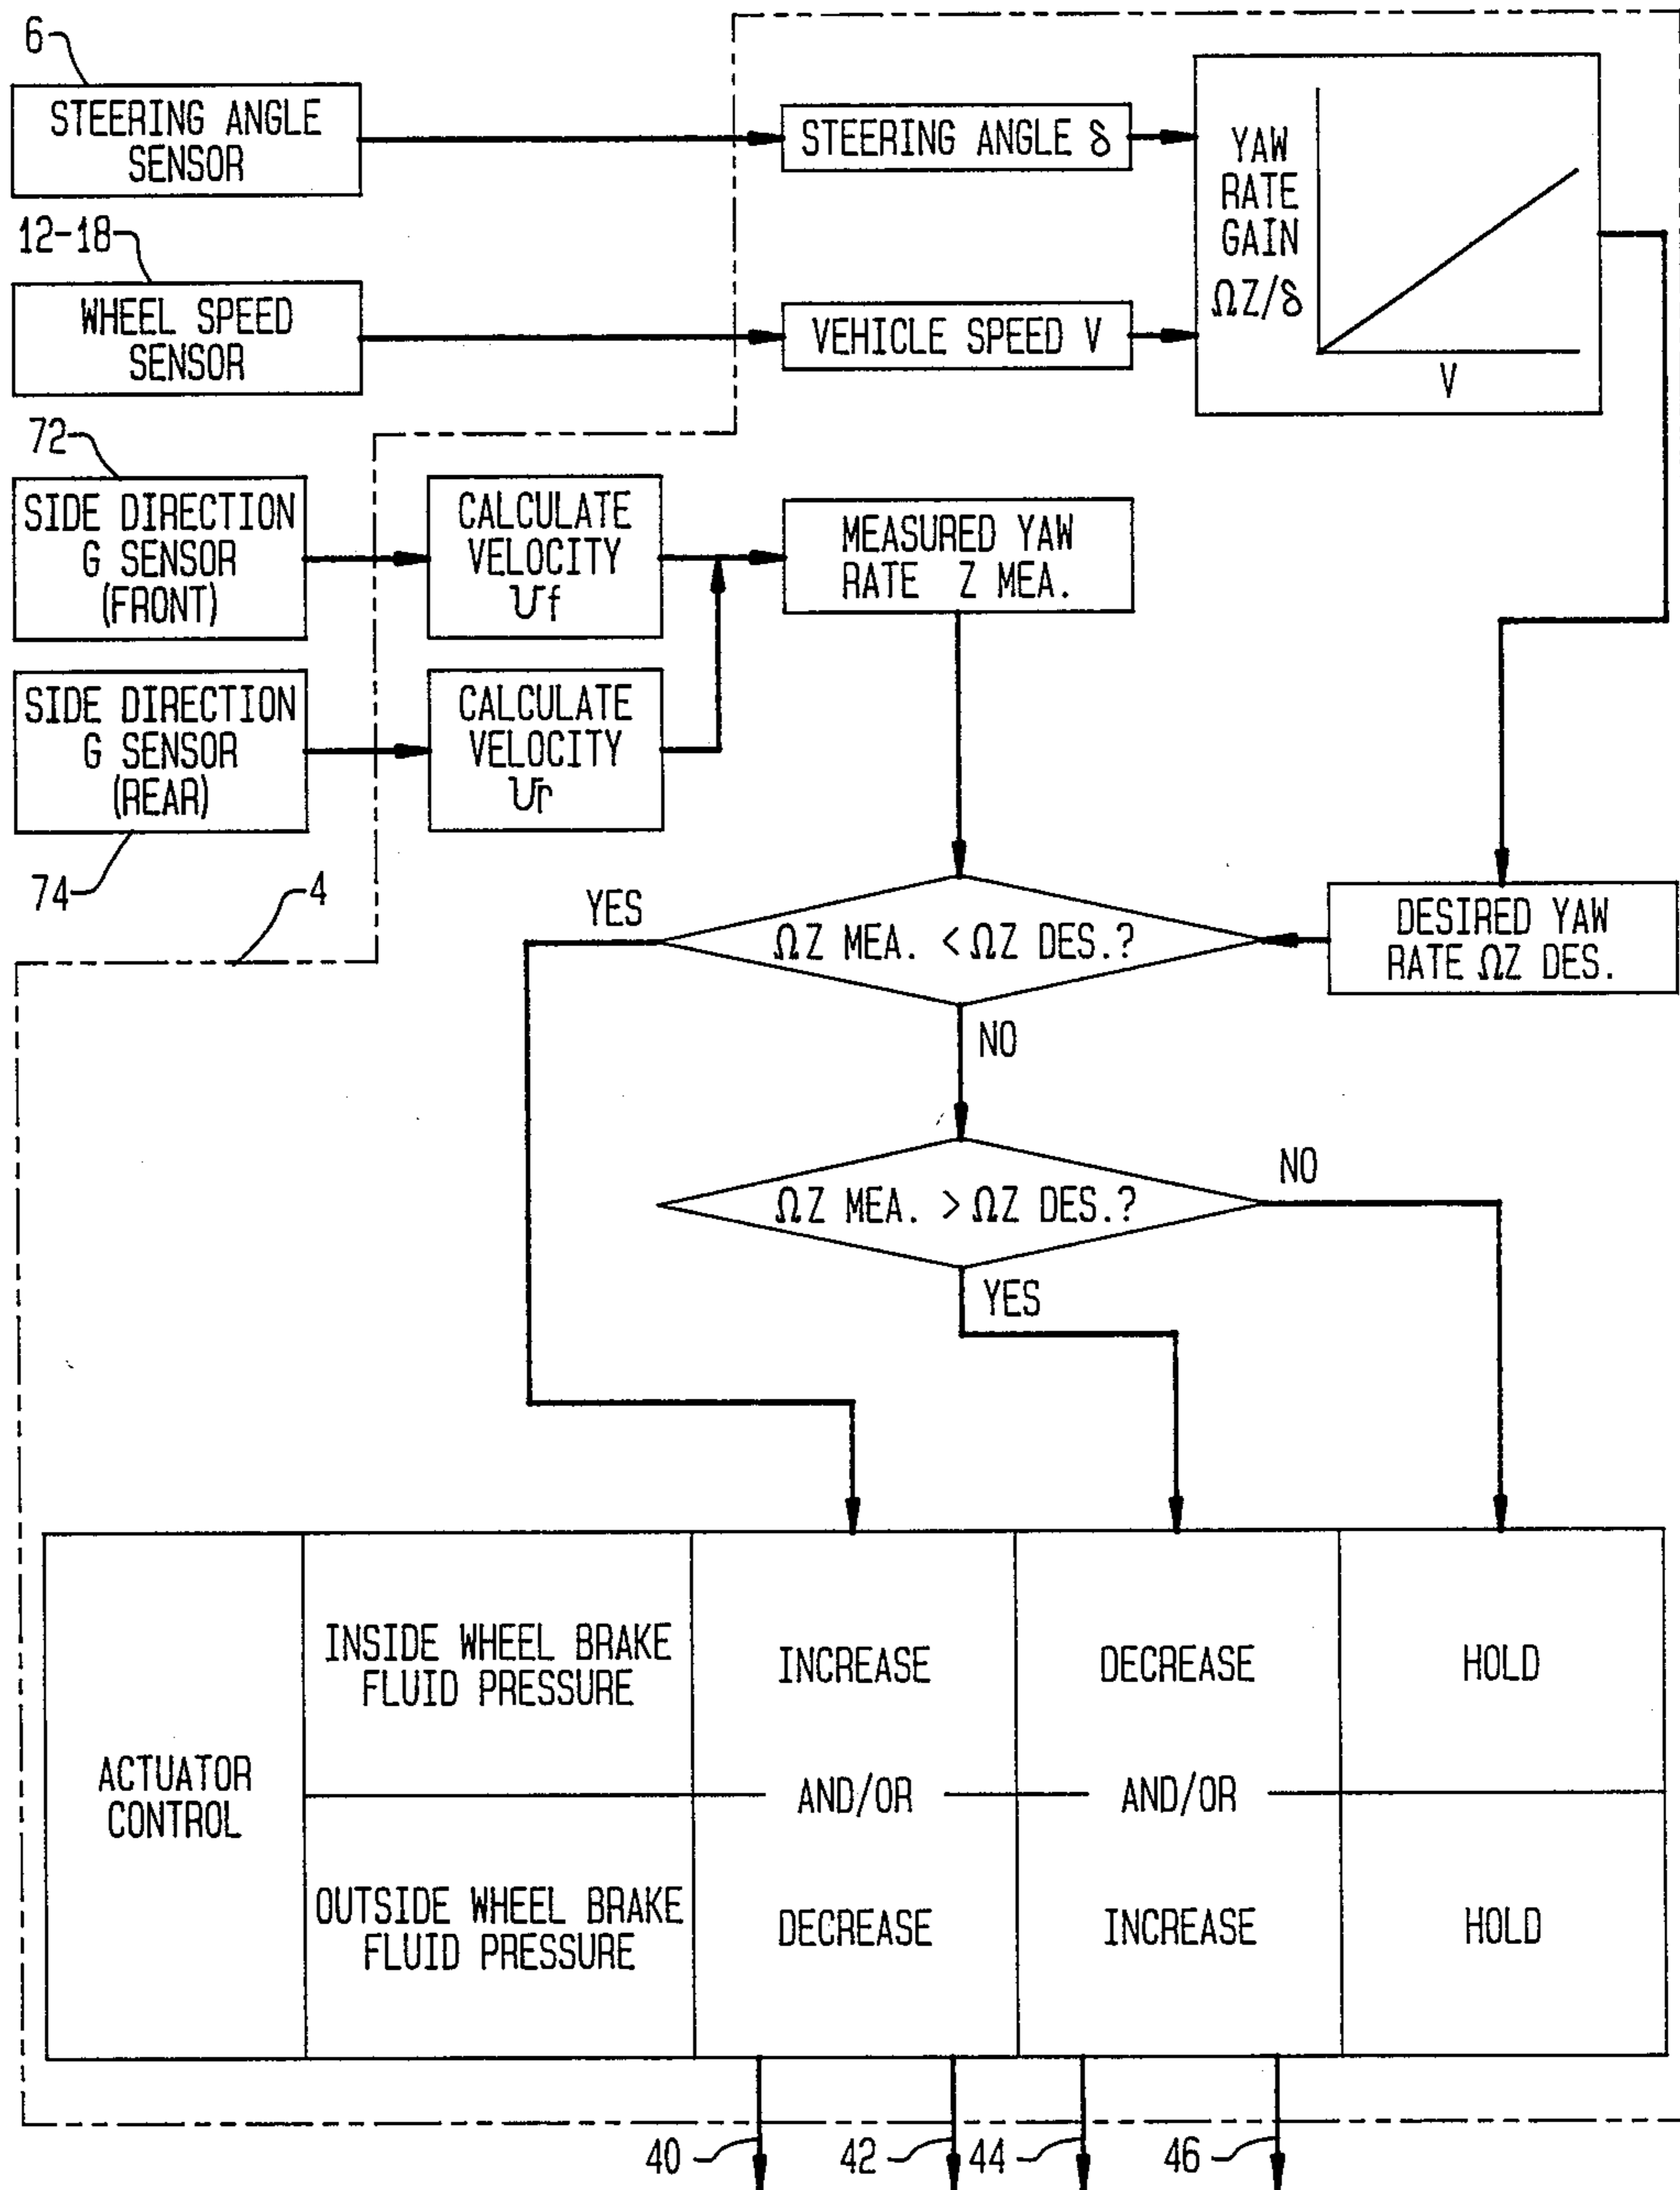 6
STEERING ANGLE
SENSOR
STEERING ANGLE δ
YAW
RATE
GAIN
ΩZ/δ
V
12-18
WHEEL SPEED
SENSOR
VEHICLE SPEED V
72
SIDE DIRECTION
G SENSOR
(FRONT)
CALCULATE
VELOCITY
υf
MEASURED YAW
RATE Z MEA.
SIDE DIRECTION
G SENSOR
(REAR)
CALCULATE
VELOCITY
υr
74
4
YES
ΩZ MEA. < ΩZ DES.?
DESIRED YAW
RATE ΩZ DES.
NO
ΩZ MEA. > ΩZ DES.?
NO
YES
ACTUATOR
CONTROL
INSIDE WHEEL BRAKE
FLUID PRESSURE
INCREASE
DECREASE
HOLD
AND/OR
AND/OR
OUTSIDE WHEEL BRAKE
FLUID PRESSURE
DECREASE
INCREASE
HOLD
40
42
44
46